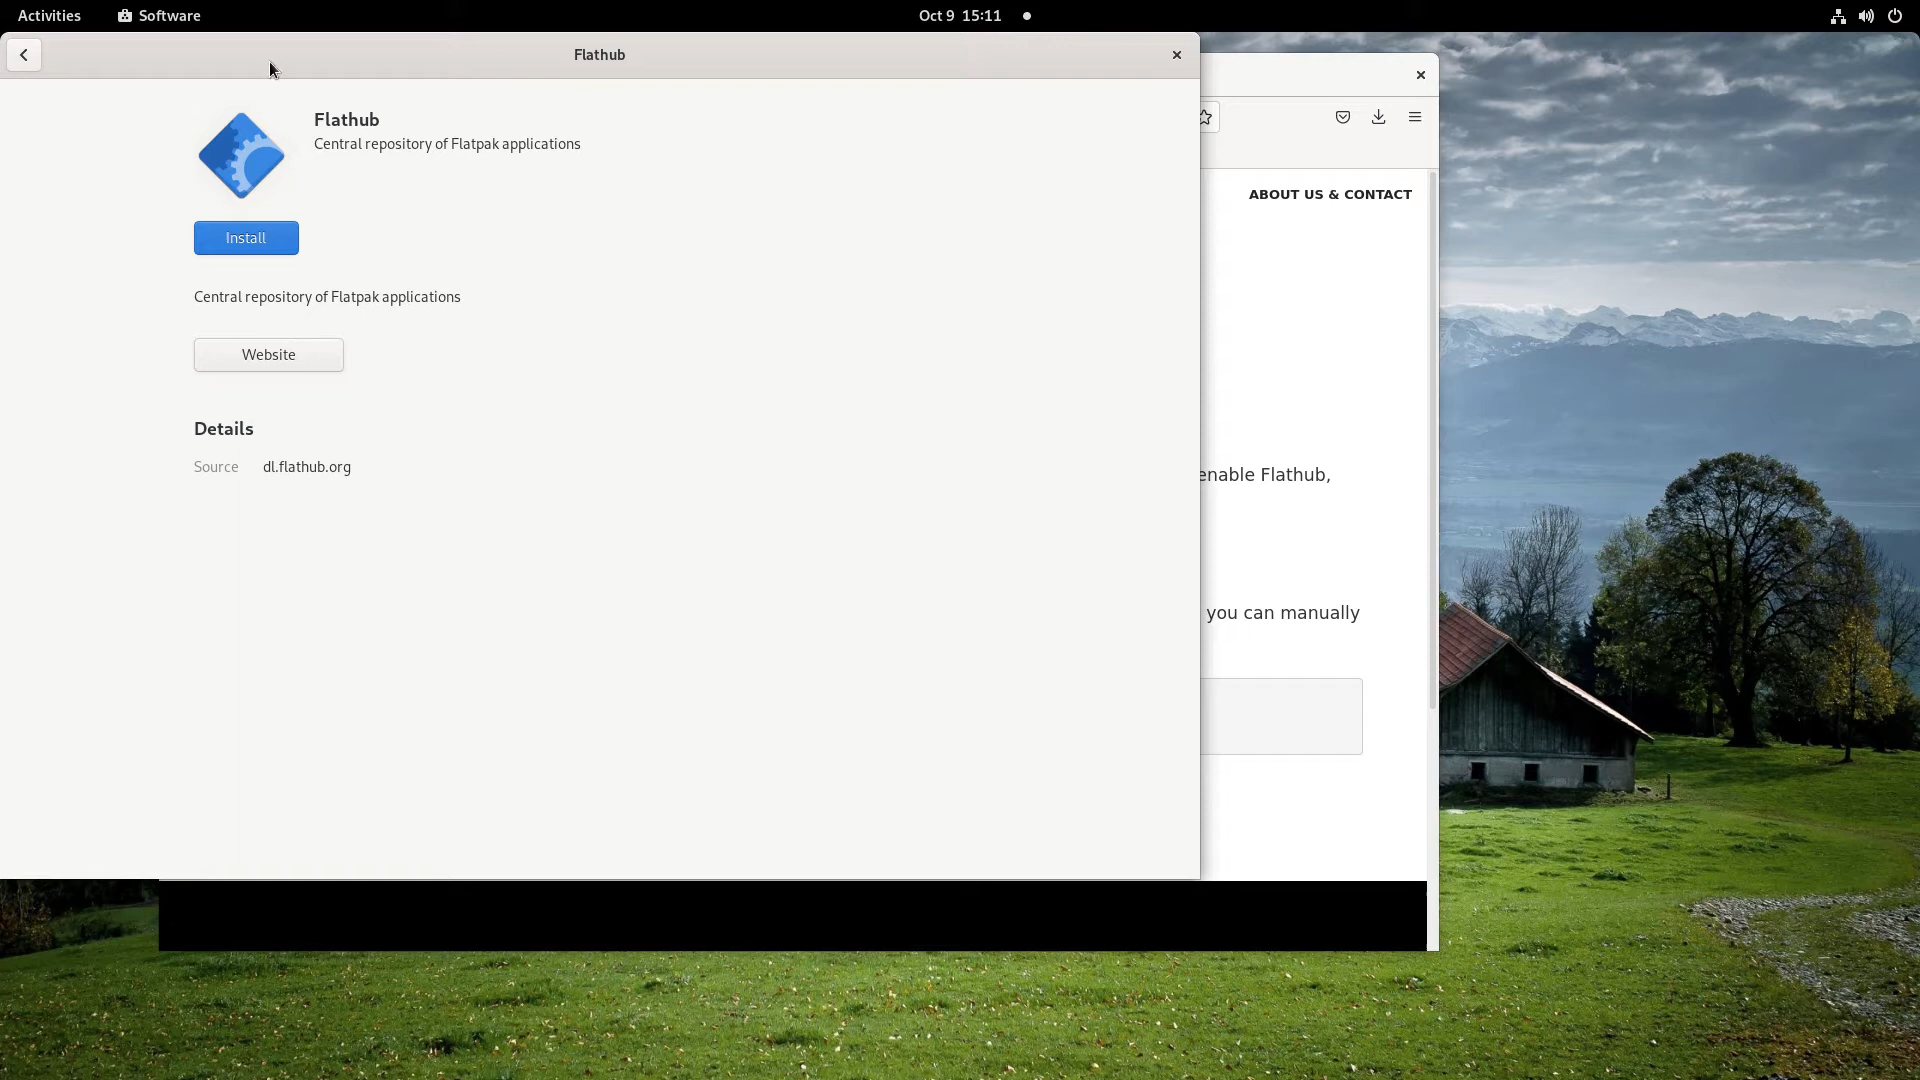 Activities
Software
Oct 9 15:11
Flathub
Flathub
Central repository of Flatpak applications
Install
Central repository of Flatpak applications
Website
Details
Source dl.flathub.org
ABOUT US & CONTACT
enable Flathub,
you can manually